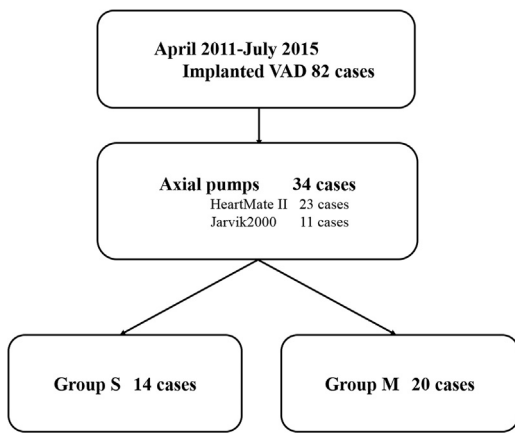 April 2011-July 2015
Implanted VAD 82 cases
Axial pumps 34 cases
HeartMate II 23 cases
Jarvik2000 11 cases
Group S 14 cases
Group M 20 cases